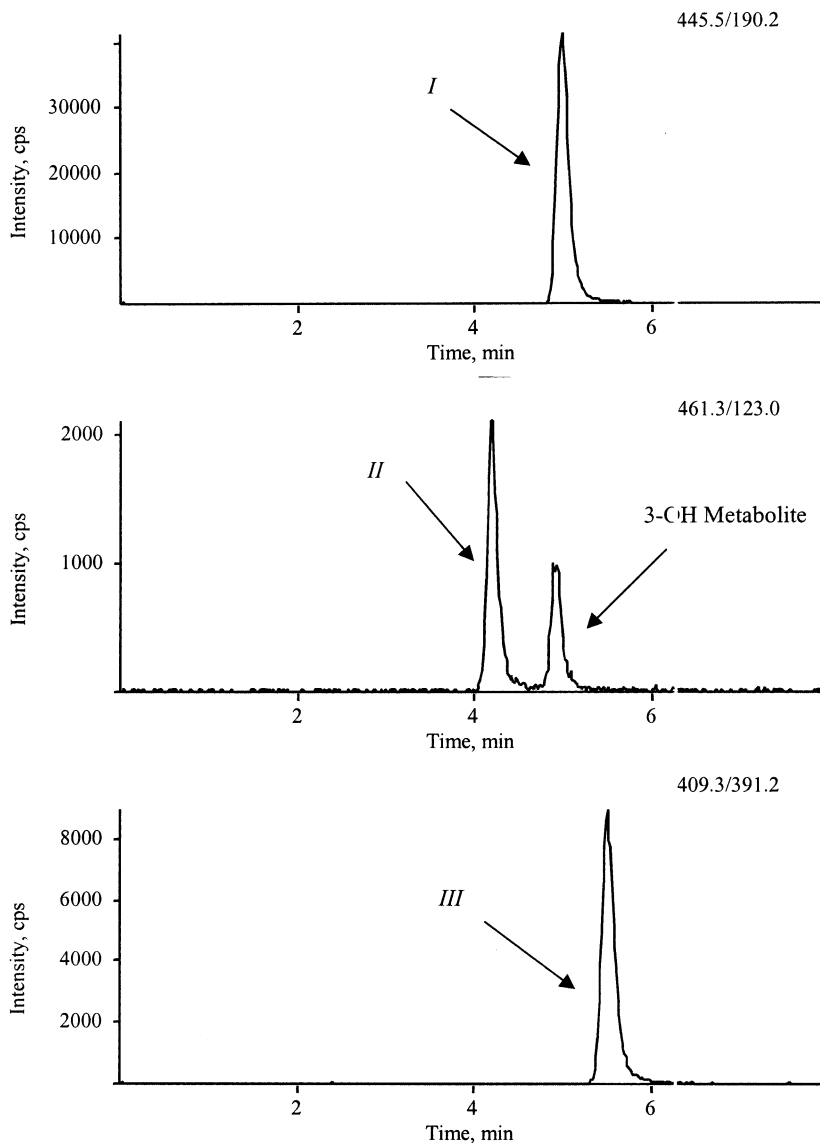 445.5/190.2
I
30000
20000
10000
Intensity, cps
2 4 6
Time, min
461.3/123.0
2000
II
3-OH Metabolite
1000
Intensity, cps
2 4 6
Time, min
409.3/391.2
8000
III
6000
4000
2000
Intensity, cps
2 4 6
Time, min